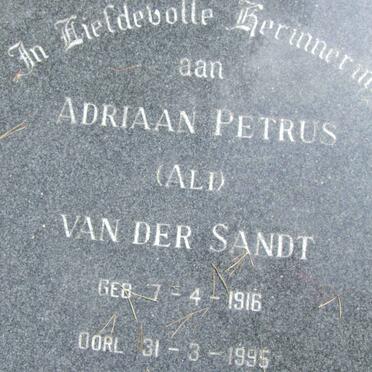 In Liefdevolle Herinnering
aan
ADRIAAN PETRUS
(ALI)
VAN DER SANDT
GEB 7 - 4 - 1916
OORL 31 - 3 - 1995